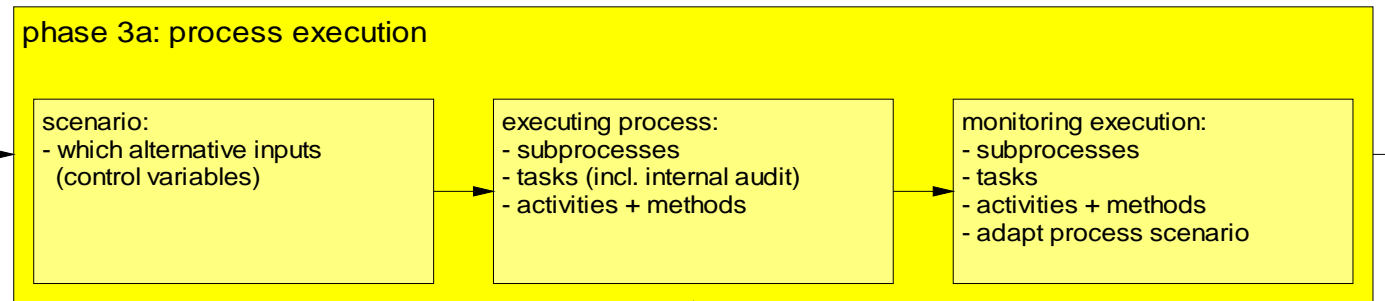 phase 3a: process execution
scenario:
- which alternative inputs
(control variables)
executing process:
- subprocesses
- tasks (incl. internal audit)
- activities + methods
monitoring execution:
- subprocesses
- tasks
- activities + methods
- adapt process scenario